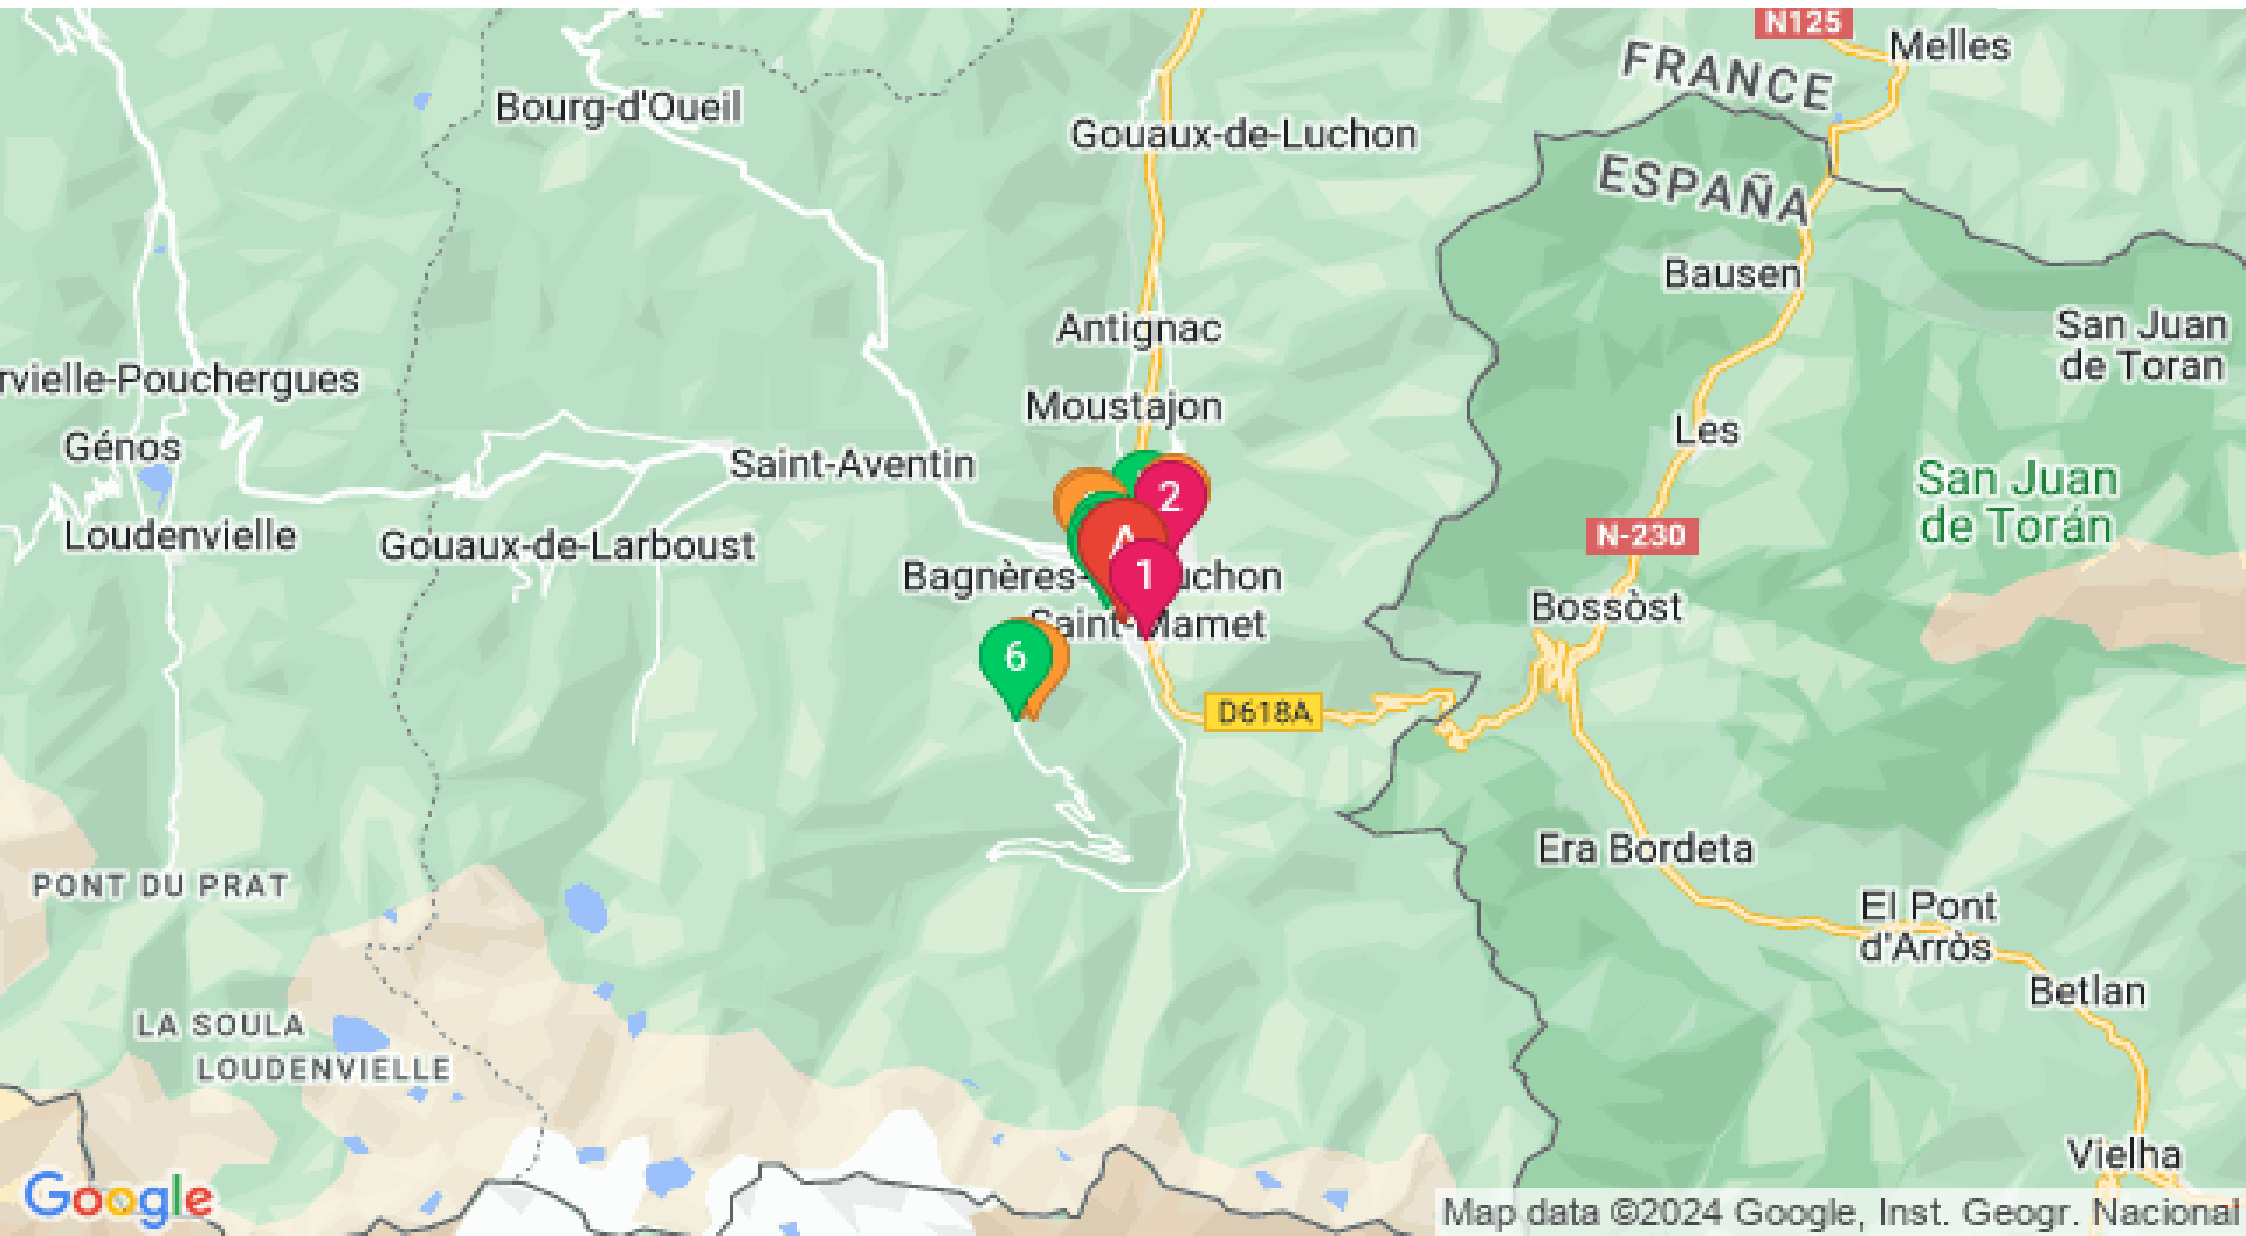 N125
Melles
FRANCE
Bourg-d'Oueil
Gouaux-de-Luchon
ESPAÑA
Bausen
Antignac
San Juan
de Toran
rvielle-Pouchergues
Moustajon
Les
Génos
Saint-Aventin
San Juan
de Torán
2
Loudenvielle
Gouaux-de-Larboust
A
N-230
Bagnères-
1
uchon
Bossòst
Saint-Mamet
6
D618A
Era Bordeta
PONT DU PRAT
El Pont
d'Arròs
Betlan
LA SOULA
LOUDENVIELLE
Vielha
Google
Map data ©2024 Google, Inst. Geogr. Nacional